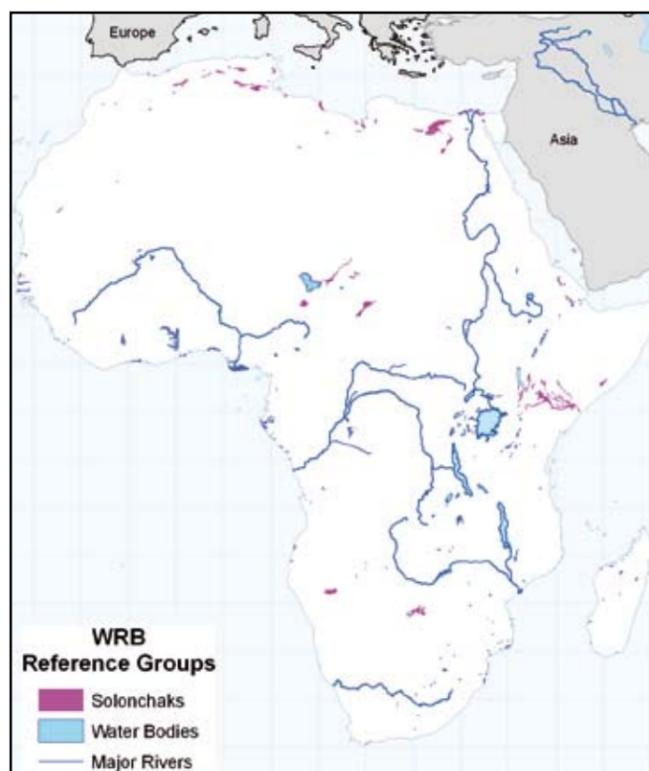 Europe
Asia
WRB
Reference Groups
Solonchaks
Water Bodies
Major Rivers